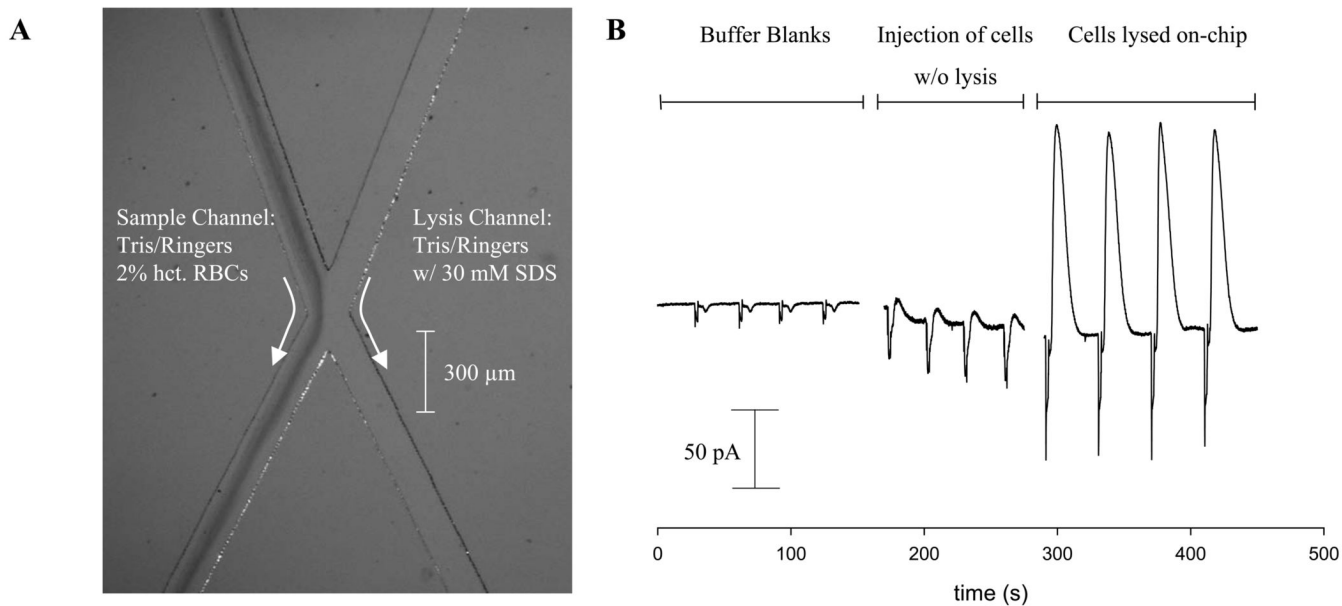 A
Sample Channel:
Tris/Ringers
2% hct. RBCs
Lysis Channel:
Tris/Ringers
w/ 30 mM SDS
300 µm
B
Buffer Blanks
Injection of cells
w/o lysis
Cells lysed on-chip
50 pA
0 100 200 300 400 500
time (s)